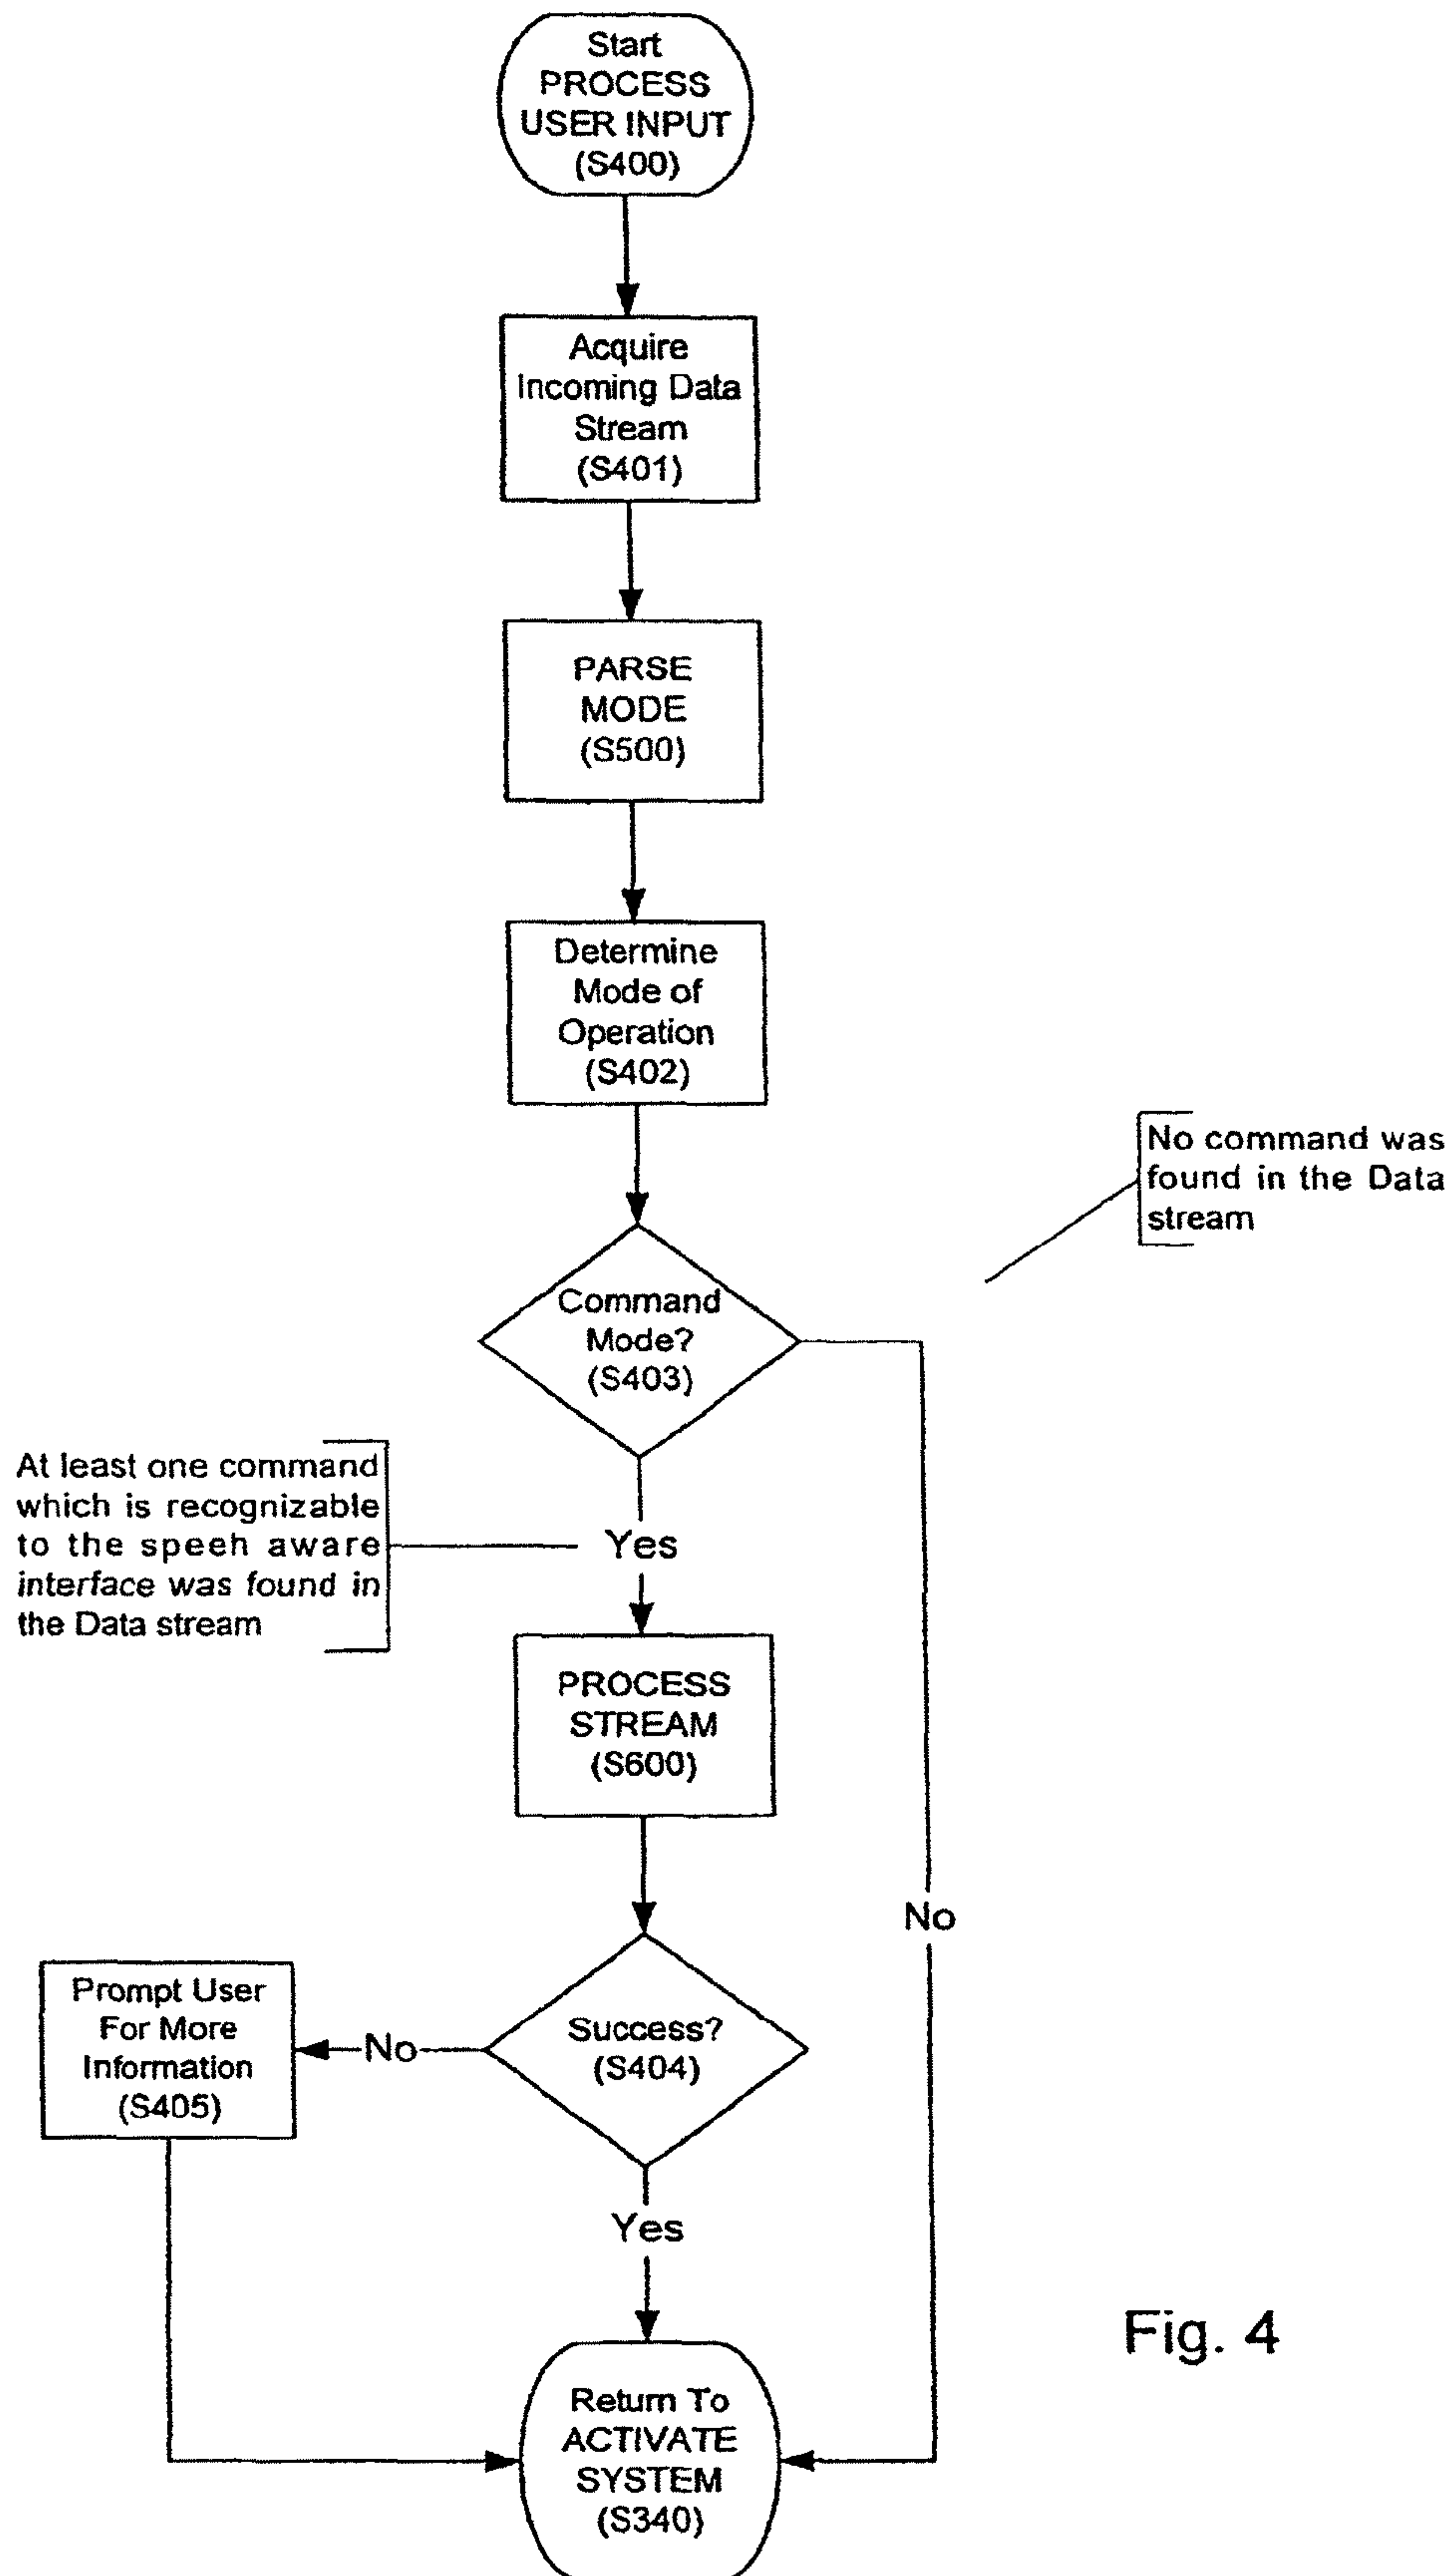 Start
PROCESS
USER INPUT
(S400)
Acquire
Incoming Data
Stream
(S401)
PARSE
MODE
(S500)
Determine
Mode of
Operation
(S402)
No command was
found in the Data
stream
Command
Mode?
(S403)
At least one command
which is recognizable
to the speeh aware
interface was found in
the Data stream
Yes
PROCESS
STREAM
(S600)
No
Prompt User
For More
Information
(S405)
No
Success?
(S404)
Yes
Return To
ACTIVATE
SYSTEM
(S340)
Fig. 4